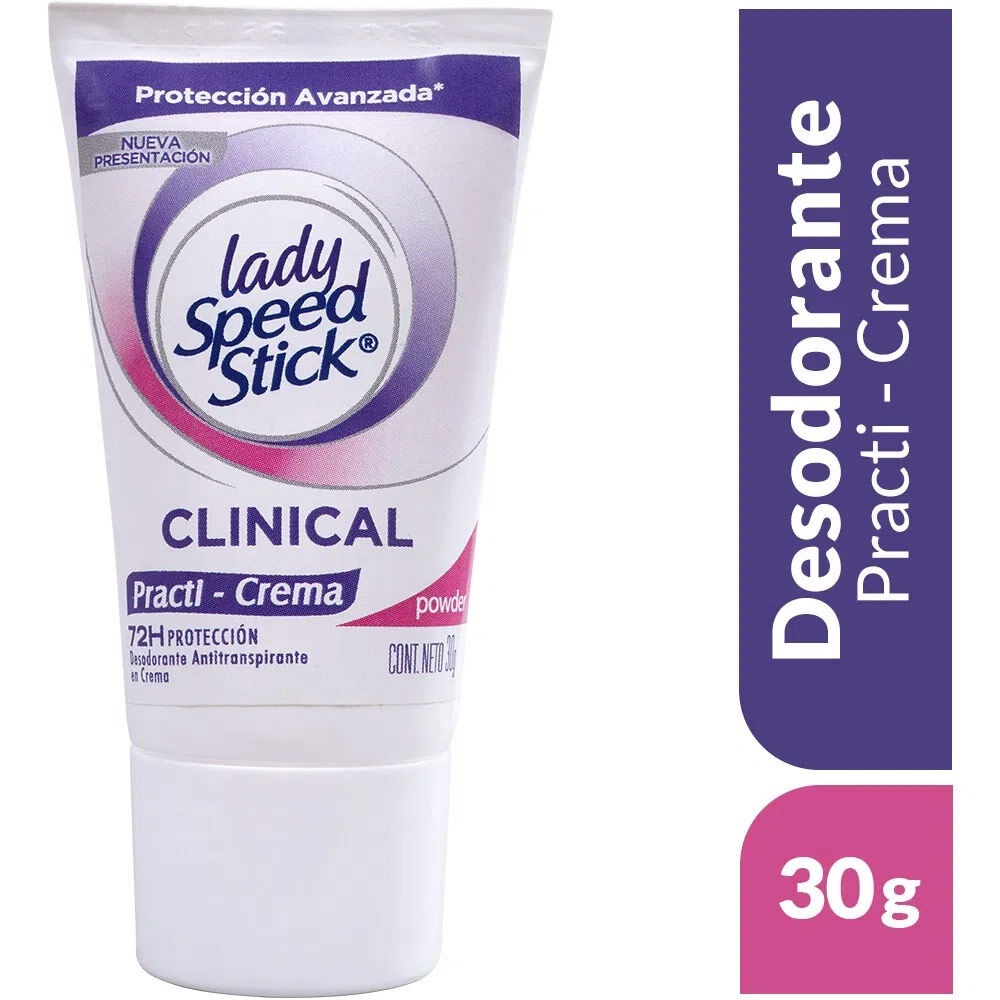 Protección Avanzada*
NUEVA
PRESENTACIÓN
lady
Speed
Stick®
CLINICAL
Practi - Crema
powder
72H PROTECCIÓN
Desodorante Antitranspirante
en Crema
CONT. NETO 30g
Desodorante
Practi - Crema
30g